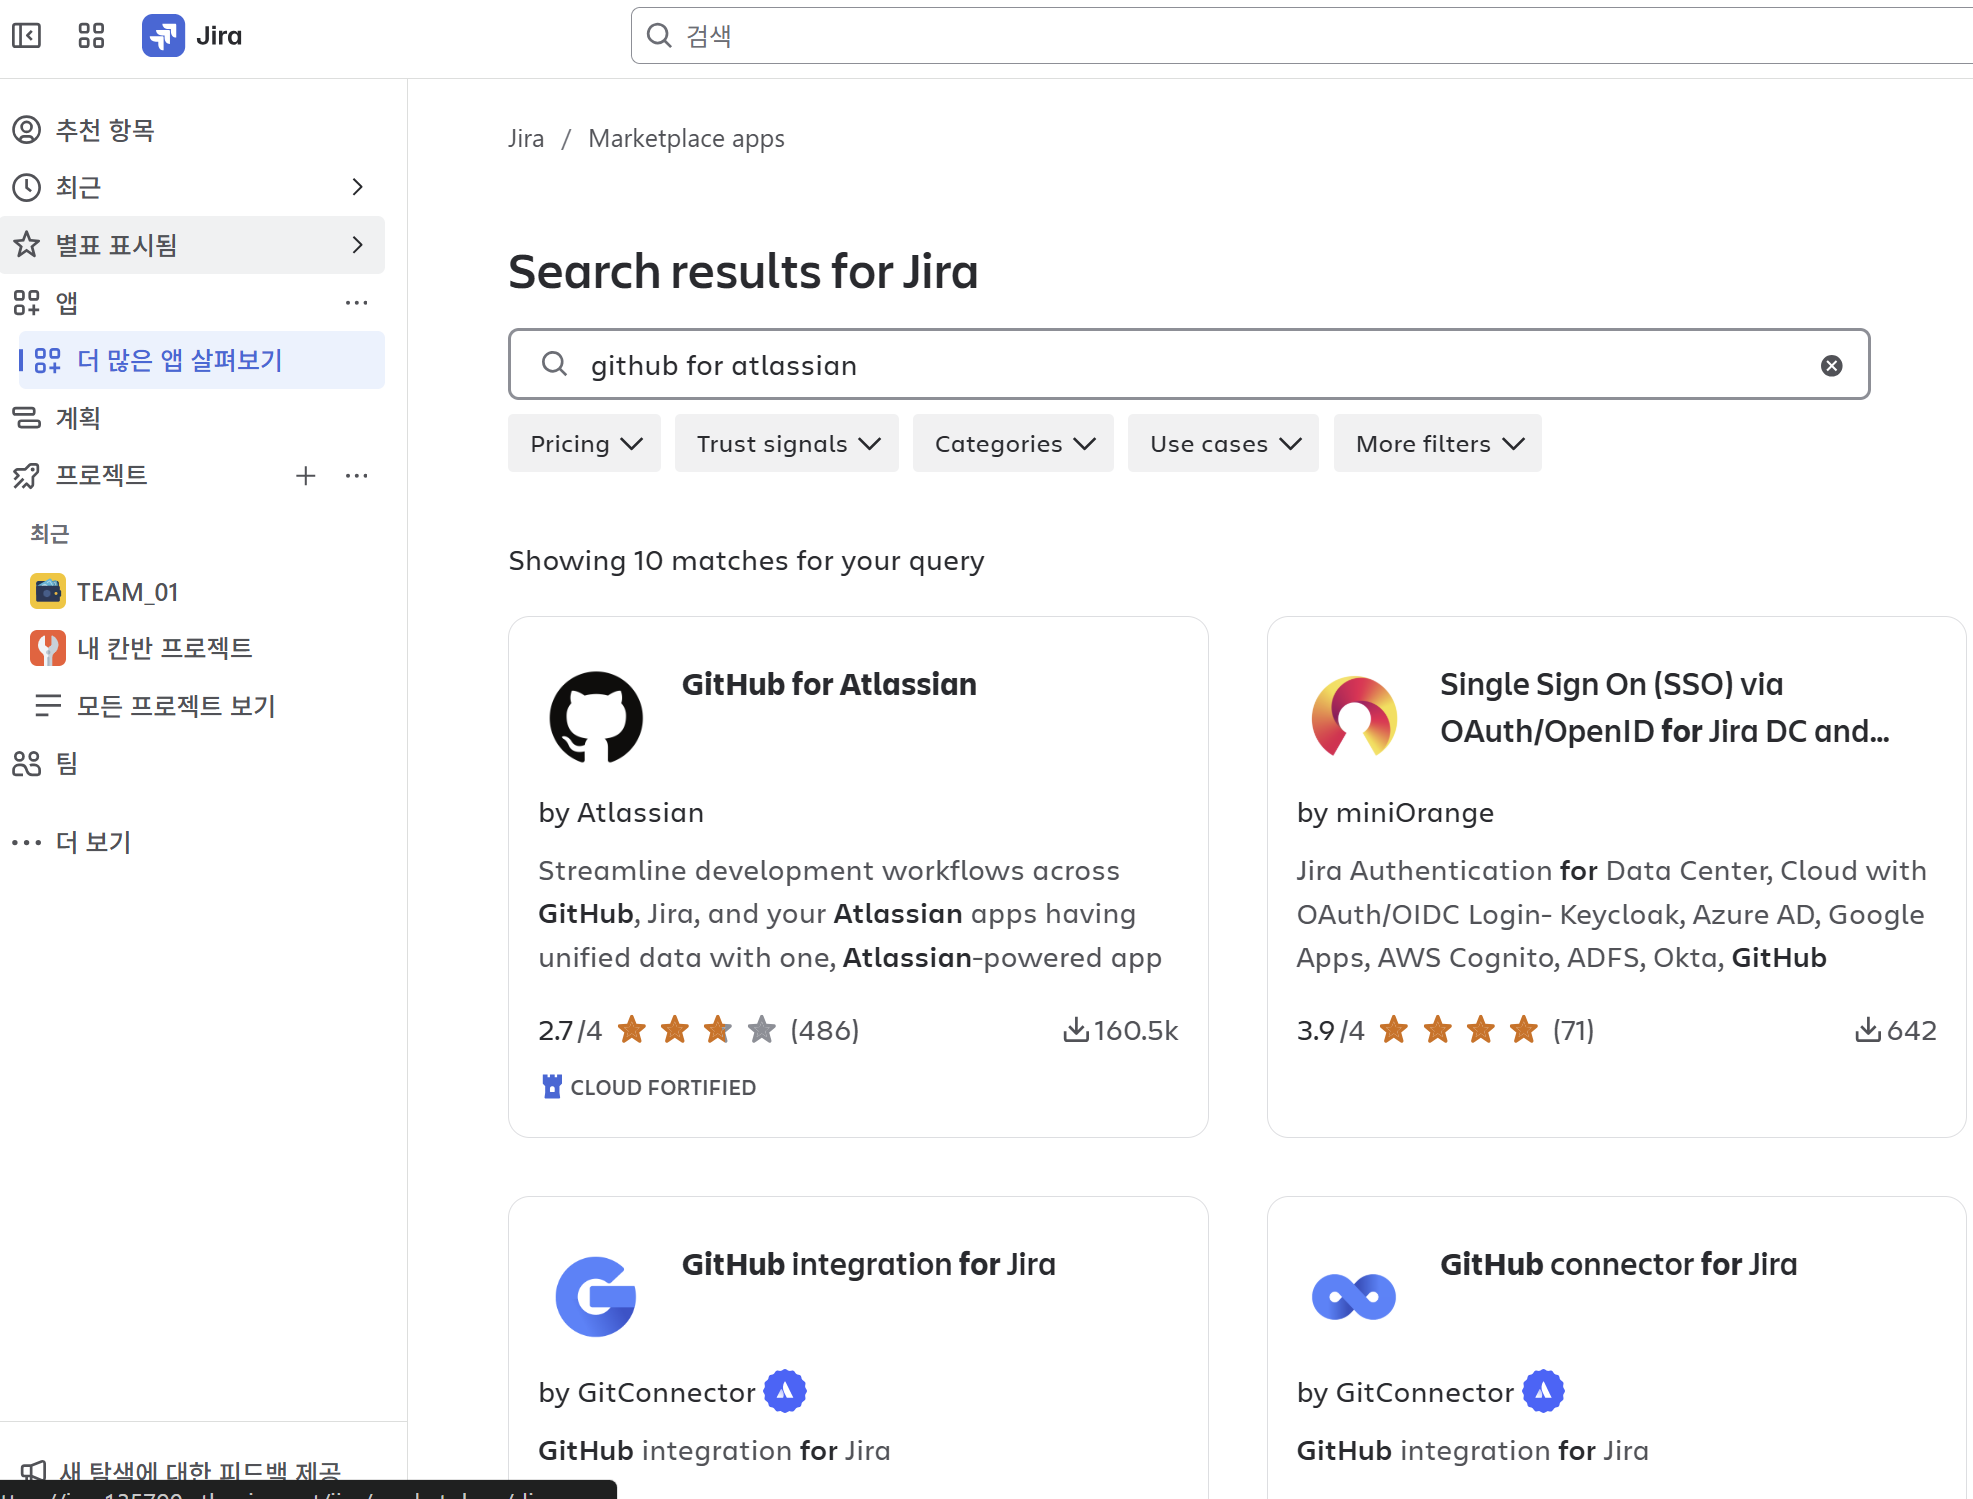 Jira
검색
추천 항목
최근
별표 표시됨
앱
더 많은 앱 살펴보기
계획
프로젝트
최근
TEAM_01
내 칸반 프로젝트
모든 프로젝트 보기
팀
더 보기
새 탐색에 대한 피드백 제공
Jira / Marketplace apps
Search results for Jira
github for atlassian
Pricing
Trust signals
Categories
Use cases
More filters
Showing 10 matches for your query
GitHub for Atlassian
by Atlassian
Streamline development workflows across
GitHub, Jira, and your Atlassian apps having
unified data with one, Atlassian-powered app
2.7/4 (486) 160.5k
CLOUD FORTIFIED
Single Sign On (SSO) via
OAuth/OpenID for Jira DC and...
by miniOrange
Jira Authentication for Data Center, Cloud with
OAuth/OIDC Login- Keycloak, Azure AD, Google
Apps, AWS Cognito, ADFS, Okta, GitHub
3.9/4 (71) 642
GitHub integration for Jira
by GitConnector
GitHub integration for Jira
GitHub connector for Jira
by GitConnector
GitHub integration for Jira